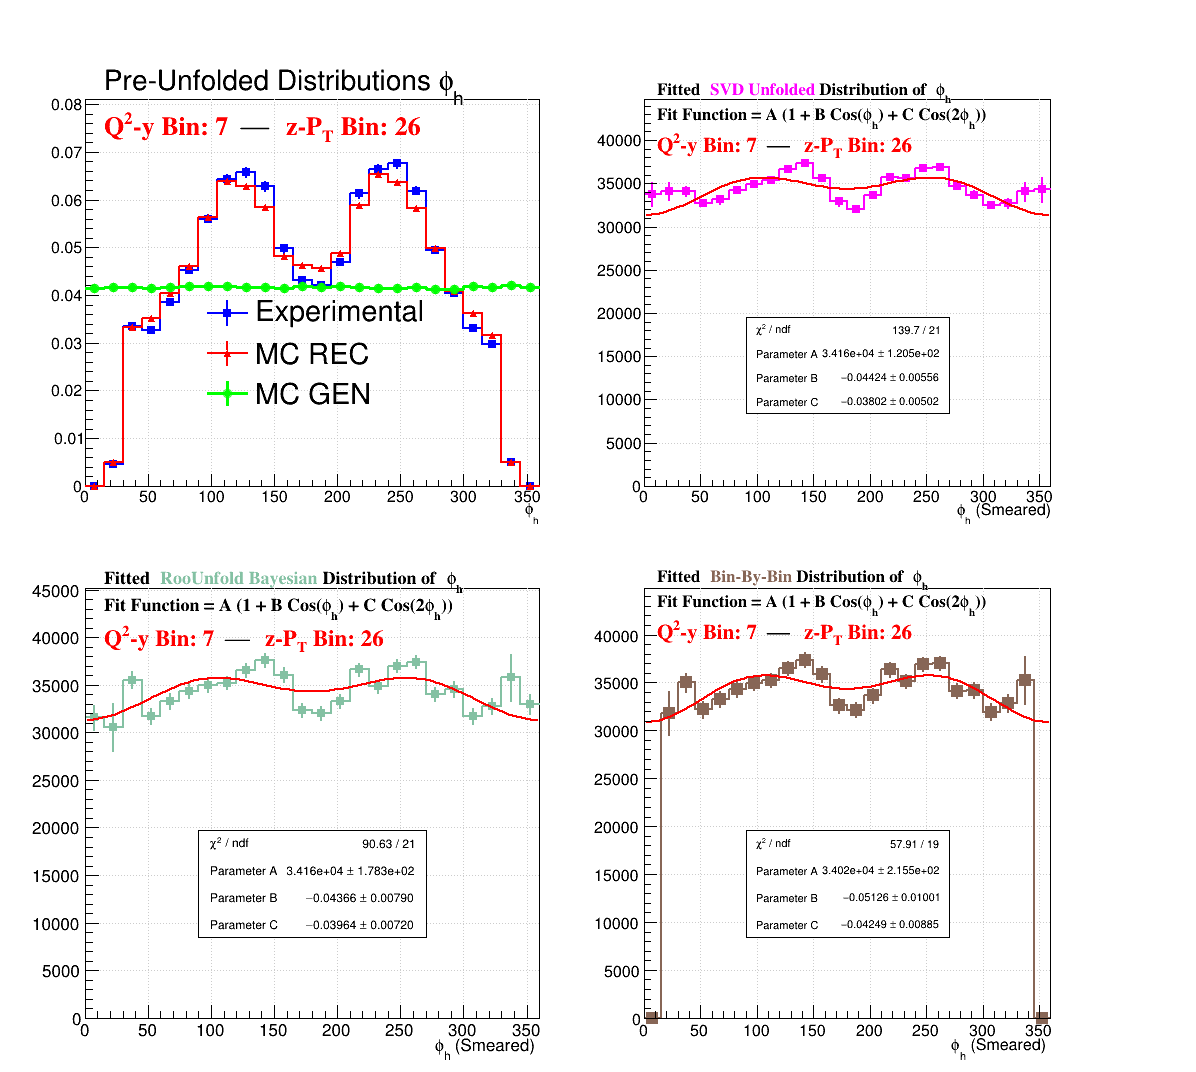 Pre-Unfolded Distributions ϕh
Q²-y Bin: 7 — z-PT Bin: 26
0.08
0.07
0.06
0.05
0.04
0.03
0.02
0.01
0
Experimental
MC REC
MC GEN
0 50 100 150 200 250 300 350
ϕh
Fitted SVD Unfolded Distribution of ϕh
Fit Function = A (1 + B Cos(ϕh) + C Cos(2ϕh))
Q²-y Bin: 7 — z-PT Bin: 26
40000
35000
30000
25000
20000
15000
10000
5000
0
χ² / ndf 139.7 / 21
Parameter A 3.416e+04 ± 1.205e+02
Parameter B −0.04424 ± 0.00556
Parameter C −0.03802 ± 0.00502
0 50 100 150 200 250 300 350
ϕh (Smeared)
Fitted RooUnfold Bayesian Distribution of ϕh
Fit Function = A (1 + B Cos(ϕh) + C Cos(2ϕh))
Q²-y Bin: 7 — z-PT Bin: 26
45000
40000
35000
30000
25000
20000
15000
10000
5000
0
χ² / ndf 90.63 / 21
Parameter A 3.416e+04 ± 1.783e+02
Parameter B −0.04366 ± 0.00790
Parameter C −0.03964 ± 0.00720
0 50 100 150 200 250 300 350
ϕh (Smeared)
Fitted Bin-By-Bin Distribution of ϕh
Fit Function = A (1 + B Cos(ϕh) + C Cos(2ϕh))
Q²-y Bin: 7 — z-PT Bin: 26
40000
35000
30000
25000
20000
15000
10000
5000
0
χ² / ndf 57.91 / 19
Parameter A 3.402e+04 ± 2.155e+02
Parameter B −0.05126 ± 0.01001
Parameter C −0.04249 ± 0.00885
0 50 100 150 200 250 300 350
ϕh (Smeared)